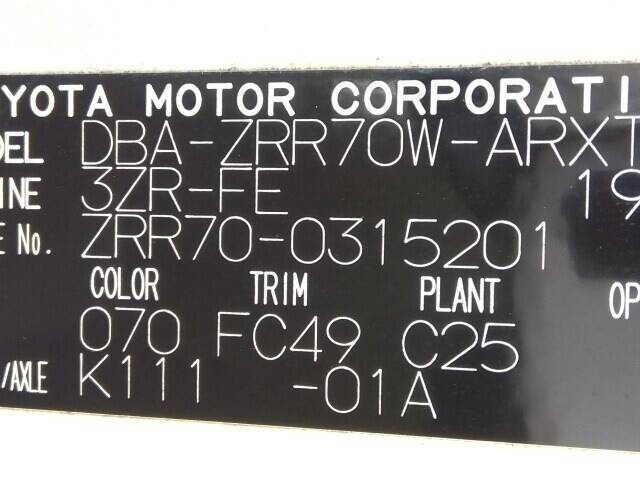 OYOTA MOTOR CORPORATI
DEL DBA-ZRR70W-ARXT
INE 3ZR-FE 19
E No. ZRR70-0315201
COLOR TRIM PLANT OP
070 FC49 C25
/AXLE K111 -01A